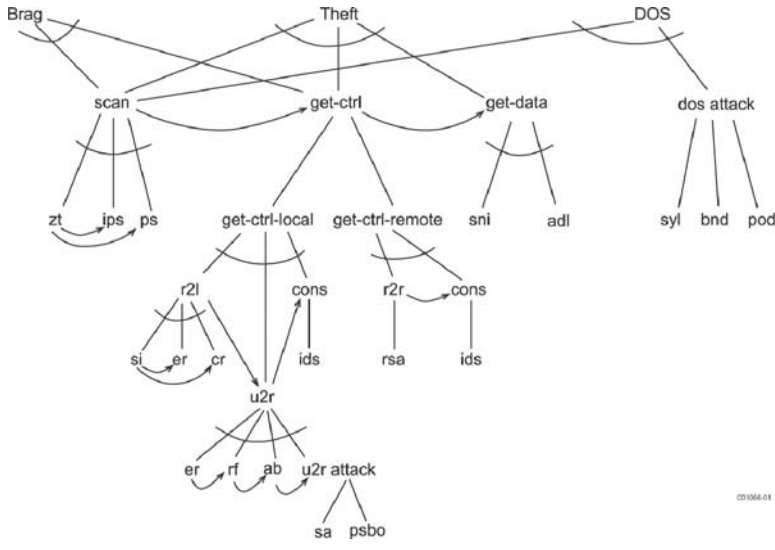 Brag Theft DOS
scan get-ctrl get-data dos attack
zt ips ps get-ctrl-local get-ctrl-remote sni adl syl bnd pod
r2l cons r2r cons
si er cr ids rsa ids
u2r
er rf ab u2r attack
sa psbo